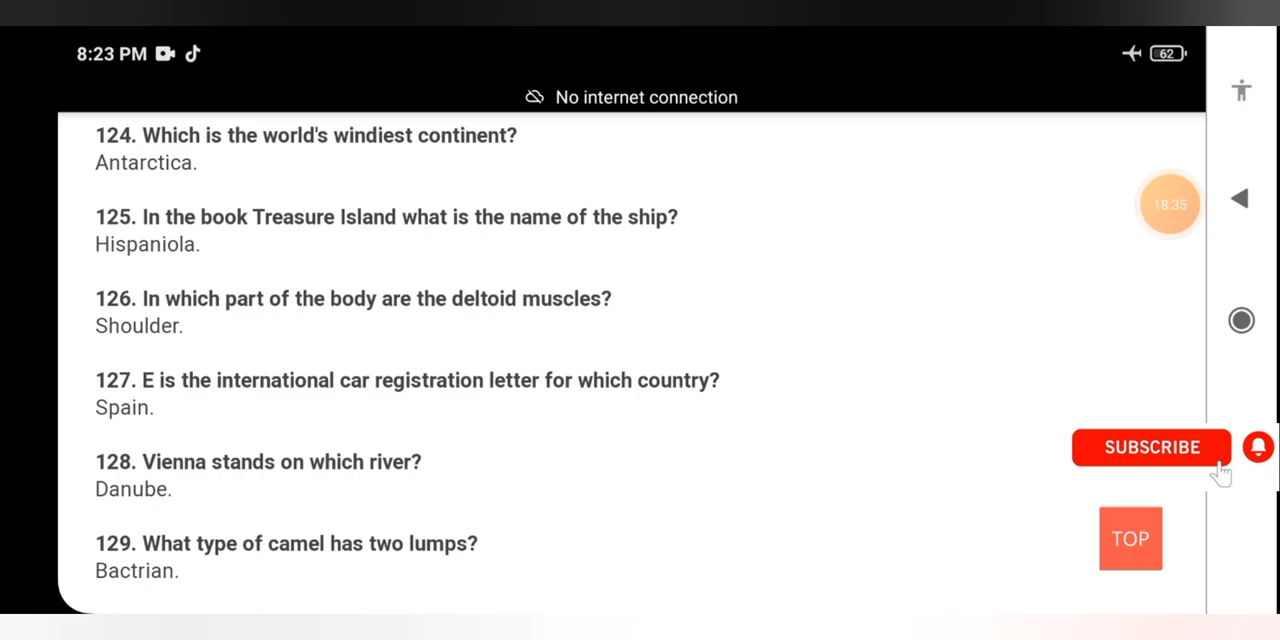 8:23 PM
62
No internet connection
124. Which is the world's windiest continent?
Antarctica.
125. In the book Treasure Island what is the name of the ship?
Hispaniola.
18:35
126. In which part of the body are the deltoid muscles?
Shoulder.
127. E is the international car registration letter for which country?
Spain.
SUBSCRIBE
128. Vienna stands on which river?
Danube.
TOP
129. What type of camel has two lumps?
Bactrian.